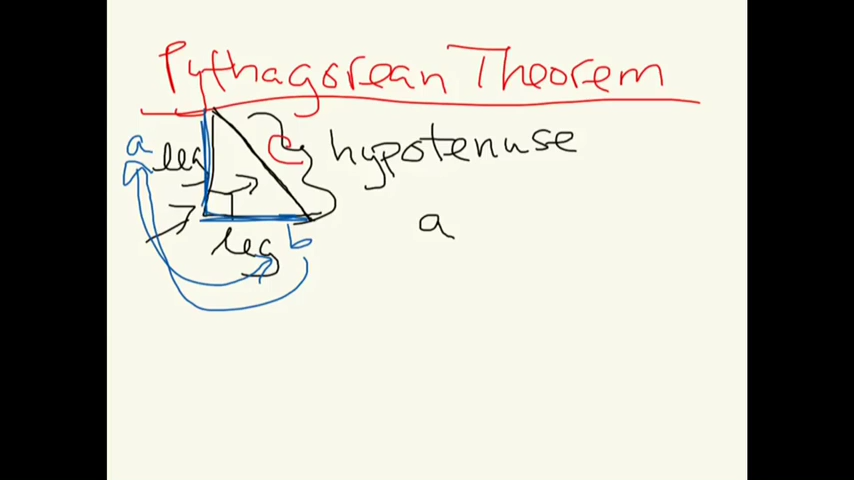 Pythagorean Theorem
a leg c hypotenuse
a
leg b